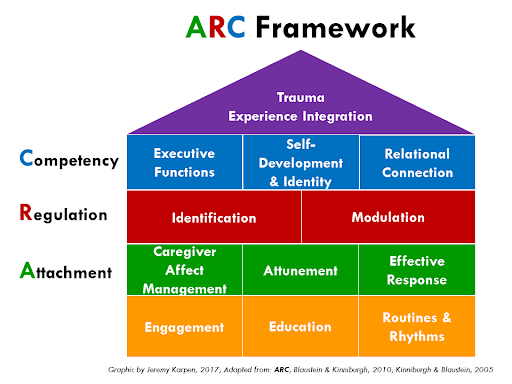 ARC Framework
Trauma
Experience Integration
Competency
Executive
Functions
Self-
Development
& Identity
Relational
Connection
Regulation
Identification
Modulation
Attachment
Caregiver
Affect
Management
Attunement
Effective
Response
Engagement
Education
Routines &
Rhythms
Graphic by Jeremy Karpen, 2017; Adapted from: ARC, Blaustein & Kinniburgh, 2010; Kinniburgh & Blaustein, 2005